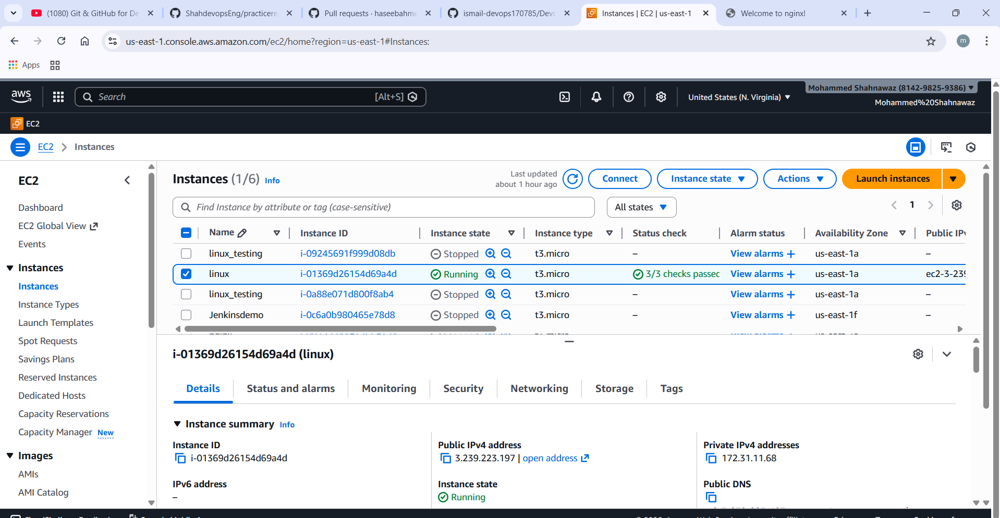 (1080) Git & GitHub for De
ShahdevopsEng/practicere
Pull requests · haseebahme
ismail-devops170785/Devo
Instances | EC2 | us-east-1
Welcome to nginx!
us-east-1.console.aws.amazon.com/ec2/home?region=us-east-1#Instances:
m
Apps
aws
Search
[Alt+S]
United States (N. Virginia)
Mohammed Shahnawaz (8142-9825-9386)
Mohammed%20Shahnawaz
EC2
EC2
Instances
EC2
Dashboard
EC2 Global View
Events
Instances
Instances
Instance Types
Launch Templates
Spot Requests
Savings Plans
Reserved Instances
Dedicated Hosts
Capacity Reservations
Capacity Manager New
Images
AMIs
AMI Catalog
Instances (1/6) Info
Last updated
about 1 hour ago
Connect
Instance state
Actions
Launch instances
Find Instance by attribute or tag (case-sensitive)
All states
1
Name Instance ID Instance state Instance type Status check Alarm status Availability Zone Public IPv
linux_testing i-09245691f999d08db Stopped t3.micro – View alarms + us-east-1a –
linux i-01369d26154d69a4d Running t3.micro 3/3 checks passec View alarms + us-east-1a ec2-3-239
linux_testing i-0a88e071d800f8ab4 Stopped t3.micro – View alarms + us-east-1a –
Jenkinsdemo i-0c6a0b980465e78d8 Stopped t3.micro – View alarms + us-east-1f –
i-01369d26154d69a4d (linux)
Details
Status and alarms
Monitoring
Security
Networking
Storage
Tags
Instance summary Info
Instance ID
i-01369d26154d69a4d
Public IPv4 address
3.239.223.197 | open address
Private IPv4 addresses
172.31.11.68
IPv6 address
–
Instance state
Running
Public DNS